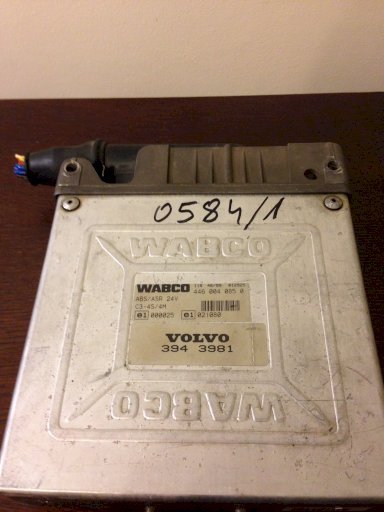 0584/1
WABCO
WABCO
446 004 085 0
ABS/ASR 24V
C3-4S/4M
e1 000025 e1 021080
VOLVO
394 3981
WABCO